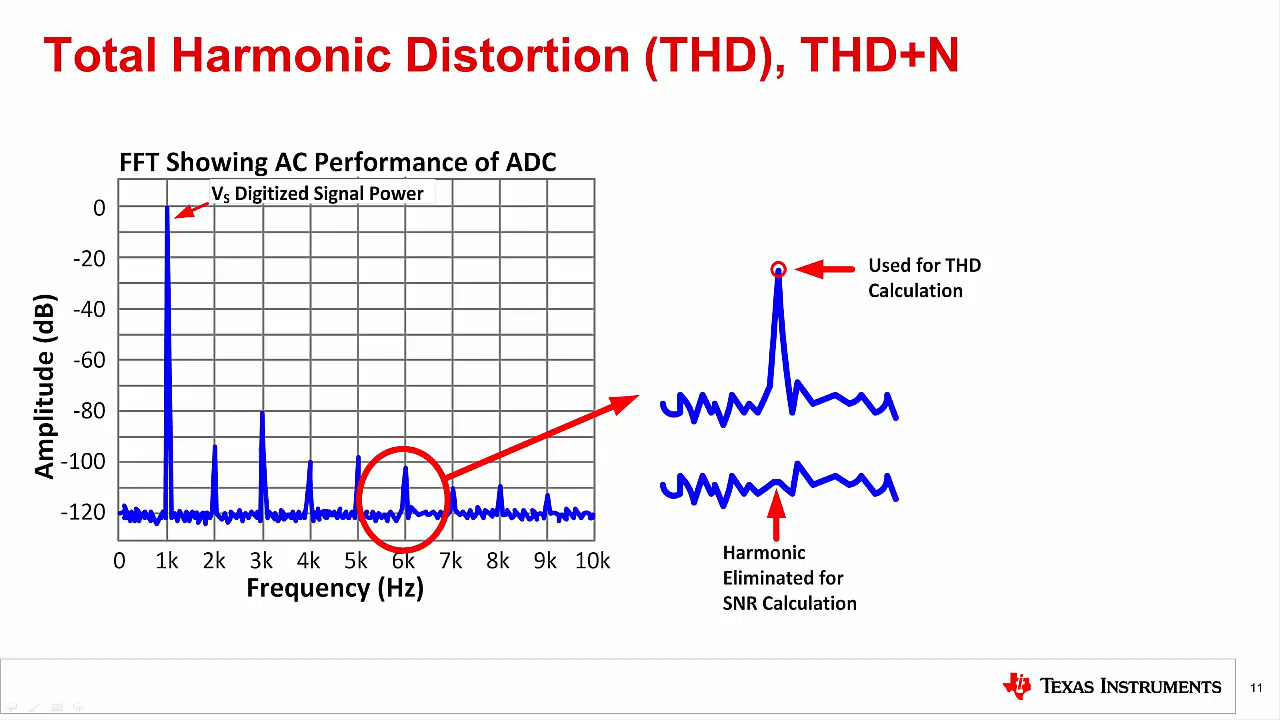 Total Harmonic Distortion (THD), THD+N
FFT Showing AC Performance of ADC
VS Digitized Signal Power
Amplitude (dB)
0
-20
-40
-60
-80
-100
-120
0 1k 2k 3k 4k 5k 6k 7k 8k 9k 10k
Frequency (Hz)
Used for THD
Calculation
Harmonic
Eliminated for
SNR Calculation
TEXAS INSTRUMENTS
11